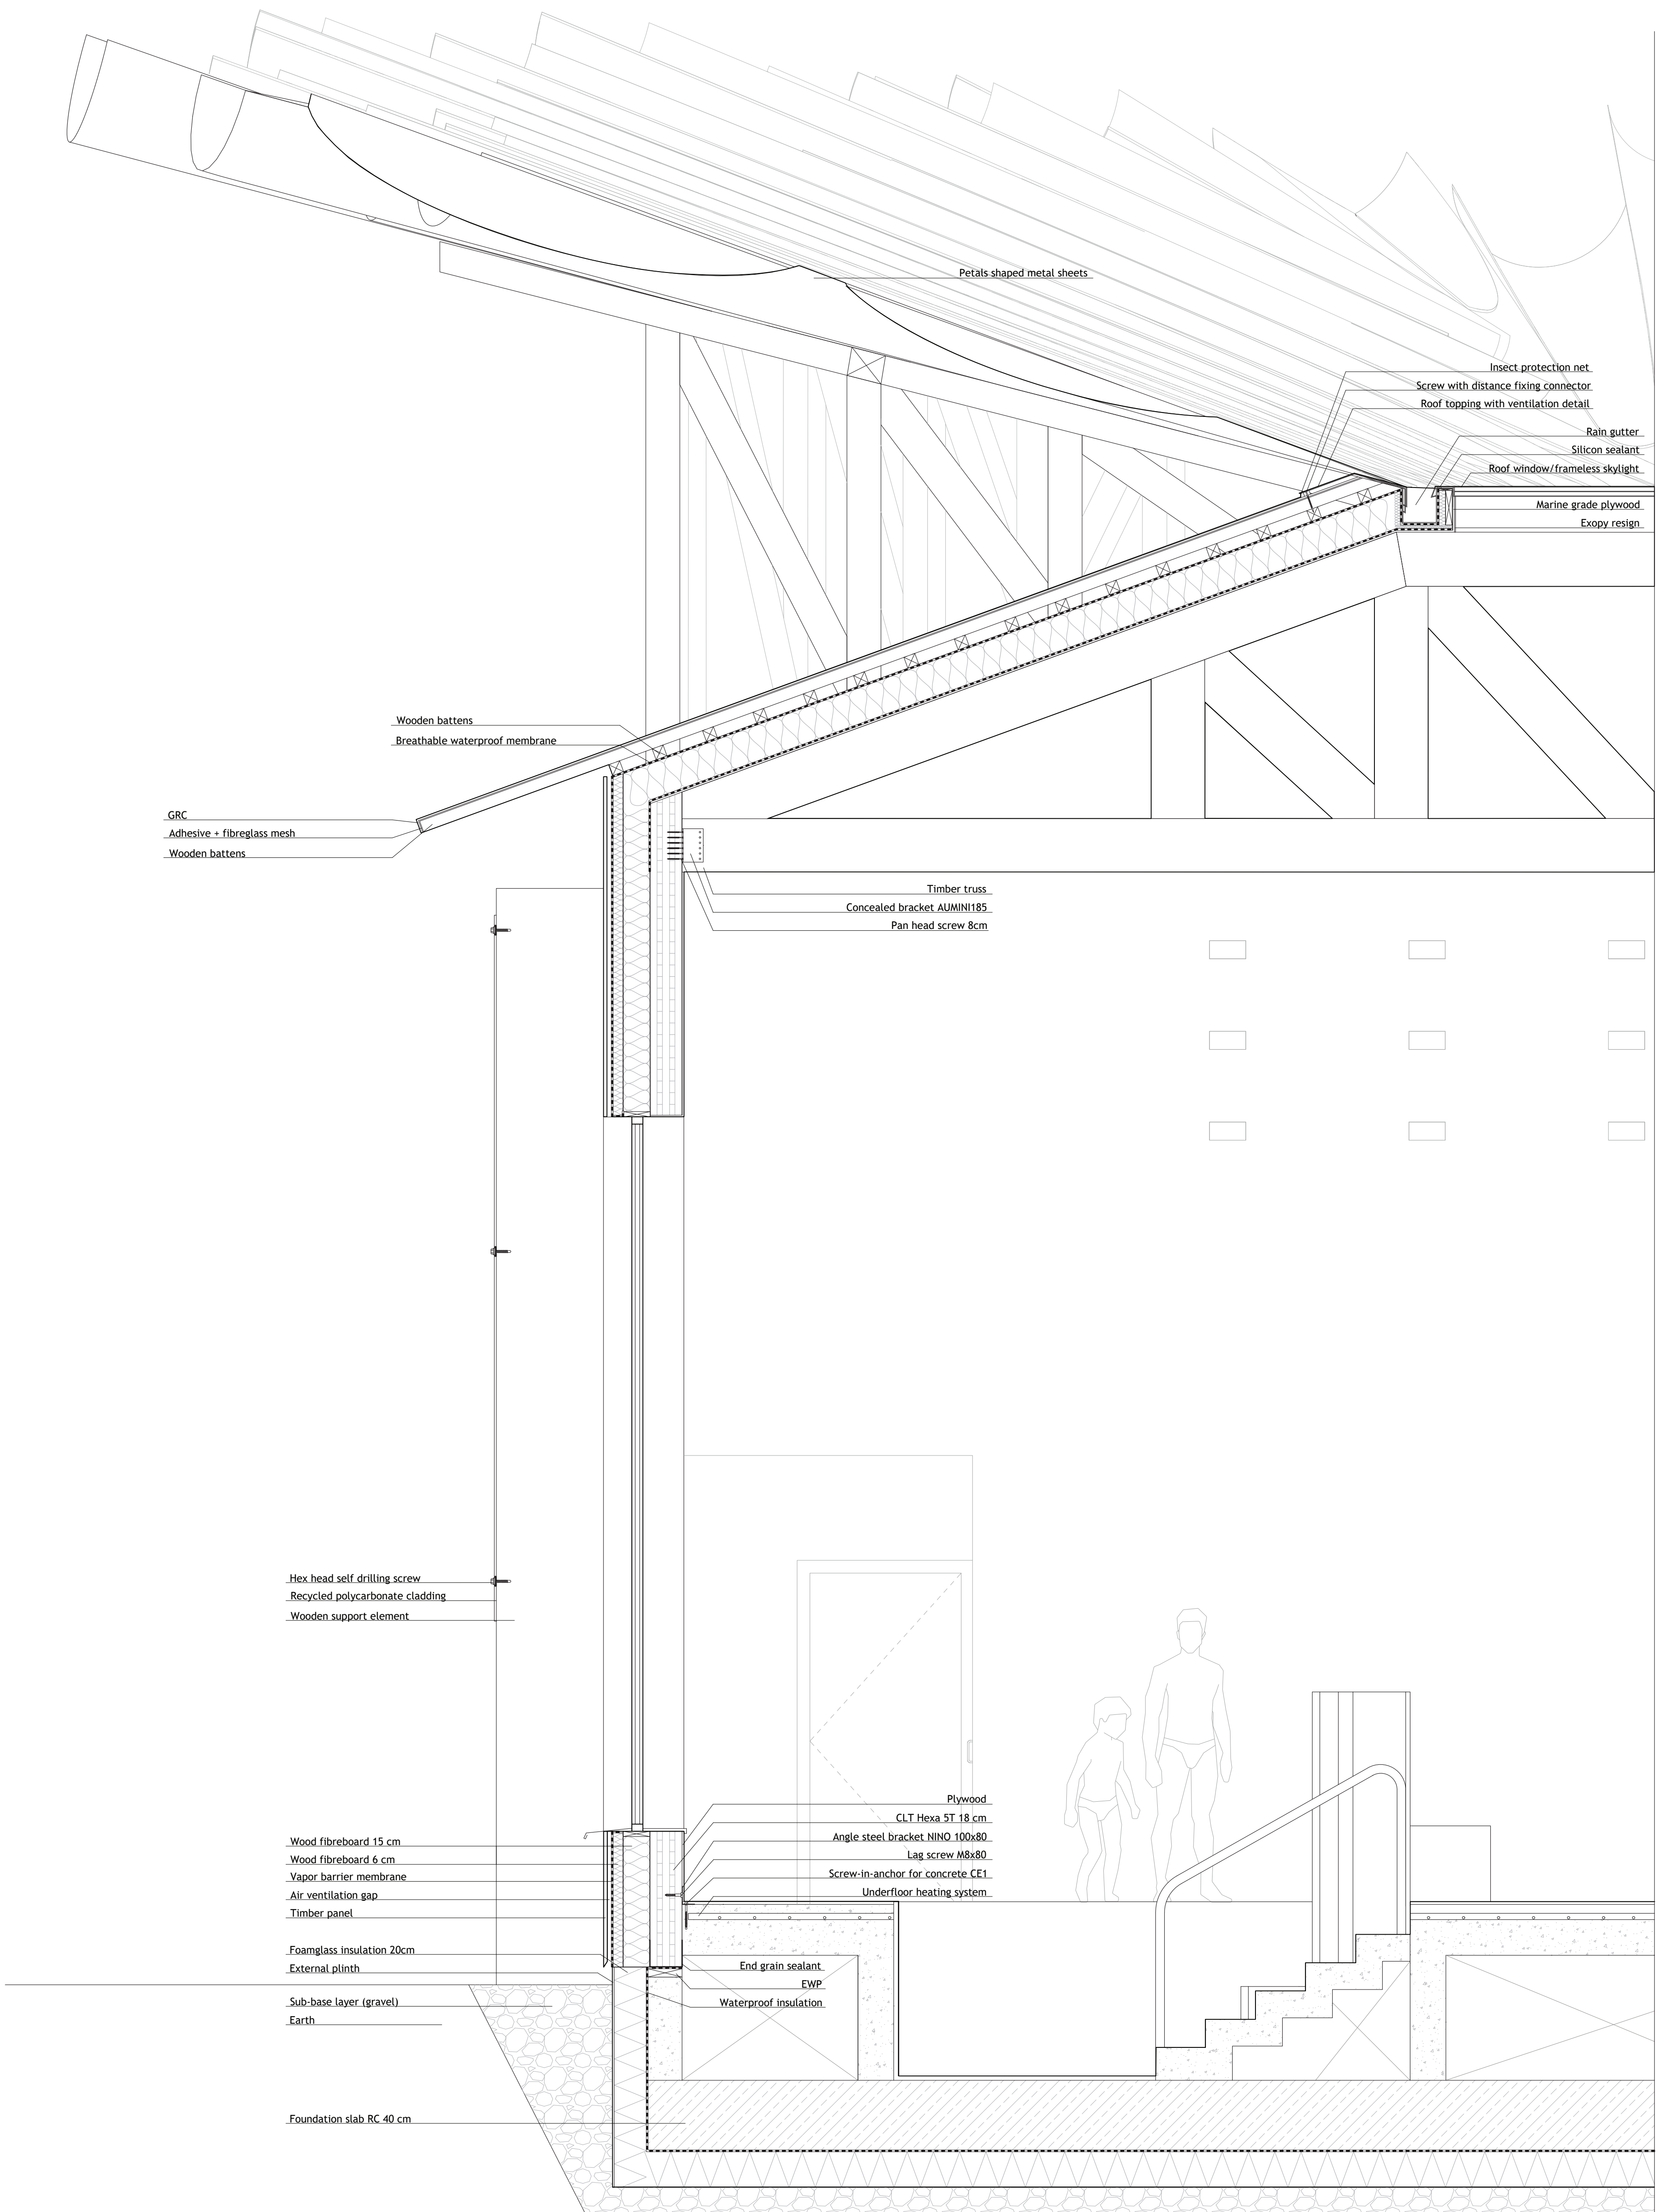 Petals shaped metal sheets
Insect protection net
Screw with distance fixing connector
Roof topping with ventilation detail
Rain gutter
Silicon sealant
Roof window/frameless skylight
Marine grade plywood
Exopy resign
Wooden battens
Breathable waterproof membrane
GRC
Adhesive + fibreglass mesh
Wooden battens
Timber truss
Concealed bracket AUMINI185
Pan head screw 8cm
Hex head self drilling screw
Recycled polycarbonate cladding
Wooden support element
Plywood
CLT Hexa 5T 18 cm
Angle steel bracket NINO 100x80
Lag screw M8x80
Screw-in-anchor for concrete CE1
Underfloor heating system
Wood fibreboard 15 cm
Wood fibreboard 6 cm
Vapor barrier membrane
Air ventilation gap
Timber panel
Foamglass insulation 20cm
External plinth
End grain sealant
EWP
Waterproof insulation
Sub-base layer (gravel)
Earth
Foundation slab RC 40 cm